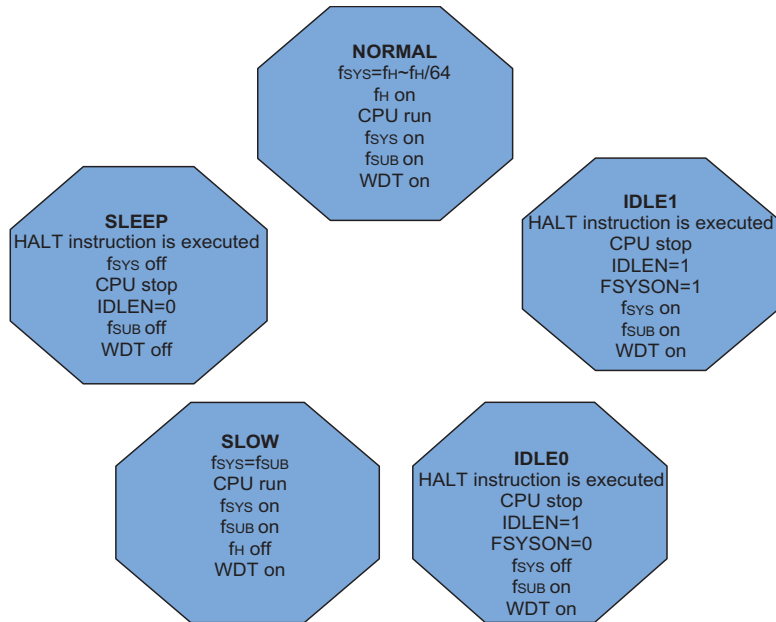 NORMAL
fSYS=fH~fH/64
fH on
CPU run
fSYS on
fSUB on
WDT on
SLEEP
HALT instruction is executed
fSYS off
CPU stop
IDLEN=0
fSUB off
WDT off
IDLE1
HALT instruction is executed
CPU stop
IDLEN=1
FSYSON=1
fSYS on
fSUB on
WDT on
SLOW
fSYS=fSUB
CPU run
fSYS on
fSUB on
fH off
WDT on
IDLE0
HALT instruction is executed
CPU stop
IDLEN=1
FSYSON=0
fSYS off
fSUB on
WDT on